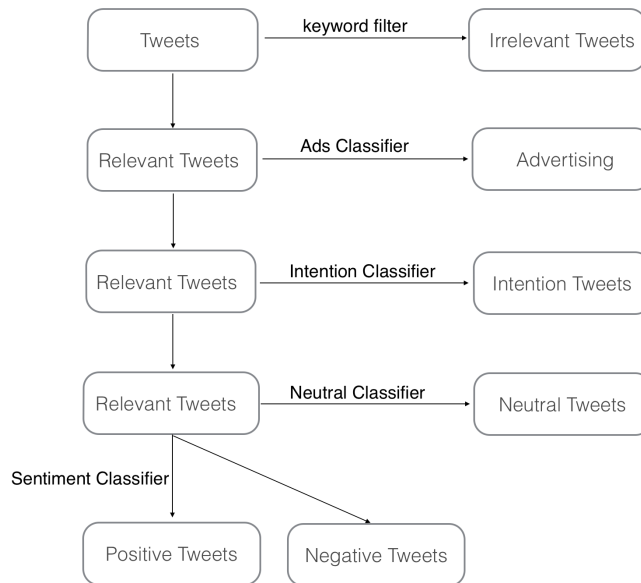 Tweets
keyword filter
Irrelevant Tweets
Relevant Tweets
Ads Classifier
Advertising
Relevant Tweets
Intention Classifier
Intention Tweets
Relevant Tweets
Neutral Classifier
Neutral Tweets
Sentiment Classifier
Positive Tweets
Negative Tweets